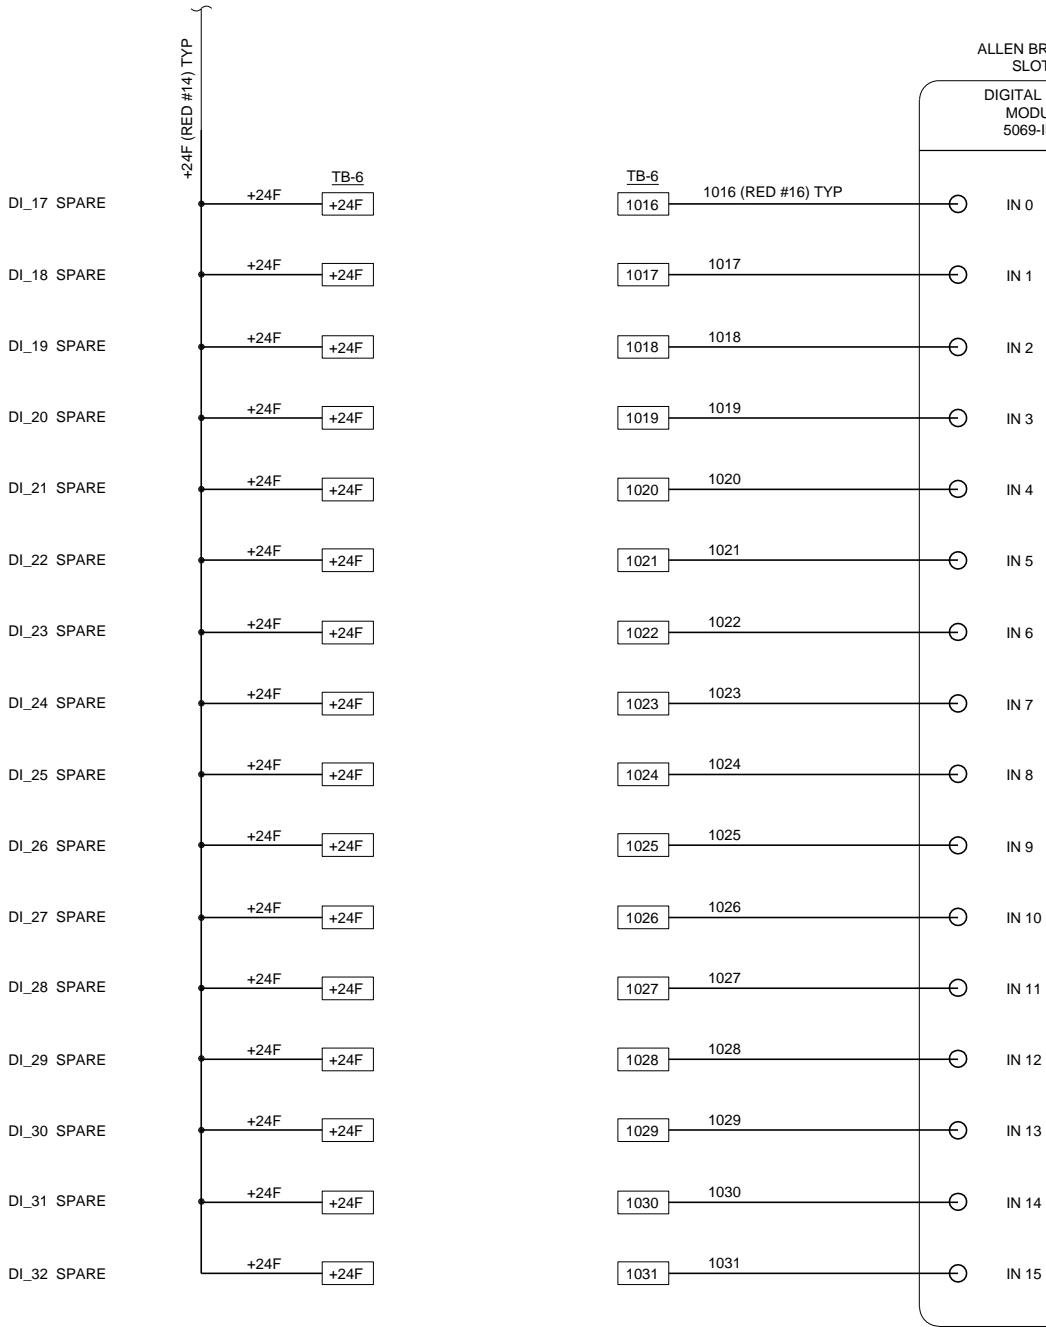 +24F (RED #14) TYP
ALLEN BR
SLOT
DIGITAL
MODU
5069-I
TB-6
TB-6
DI_17 SPARE +24F +24F 1016 1016 (RED #16) TYP IN 0
DI_18 SPARE +24F +24F 1017 1017 IN 1
DI_19 SPARE +24F +24F 1018 1018 IN 2
DI_20 SPARE +24F +24F 1019 1019 IN 3
DI_21 SPARE +24F +24F 1020 1020 IN 4
DI_22 SPARE +24F +24F 1021 1021 IN 5
DI_23 SPARE +24F +24F 1022 1022 IN 6
DI_24 SPARE +24F +24F 1023 1023 IN 7
DI_25 SPARE +24F +24F 1024 1024 IN 8
DI_26 SPARE +24F +24F 1025 1025 IN 9
DI_27 SPARE +24F +24F 1026 1026 IN 10
DI_28 SPARE +24F +24F 1027 1027 IN 11
DI_29 SPARE +24F +24F 1028 1028 IN 12
DI_30 SPARE +24F +24F 1029 1029 IN 13
DI_31 SPARE +24F +24F 1030 1030 IN 14
DI_32 SPARE +24F +24F 1031 1031 IN 15